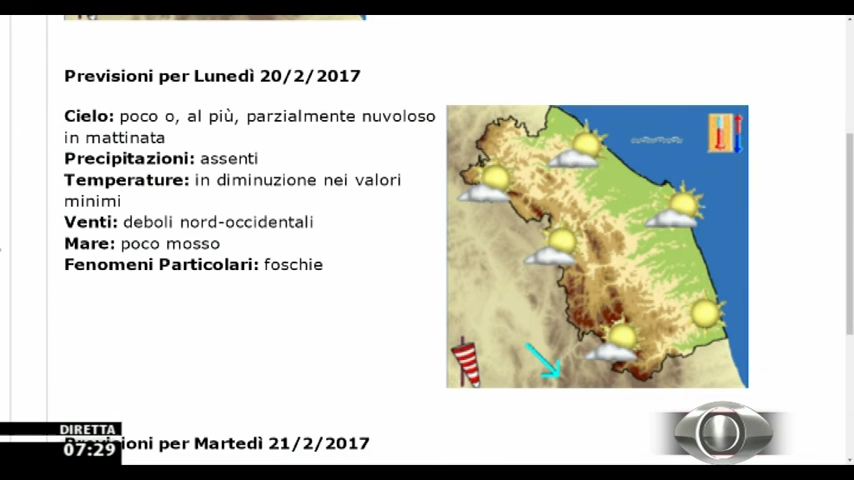 Previsioni per Lunedì 20/2/2017
Cielo: poco o, al più, parzialmente nuvoloso
in mattinata
Precipitazioni: assenti
Temperature: in diminuzione nei valori
minimi
Venti: deboli nord-occidentali
Mare: poco mosso
Fenomeni Particolari: foschie
DIRETTA
07:29
Previsioni per Martedì 21/2/2017